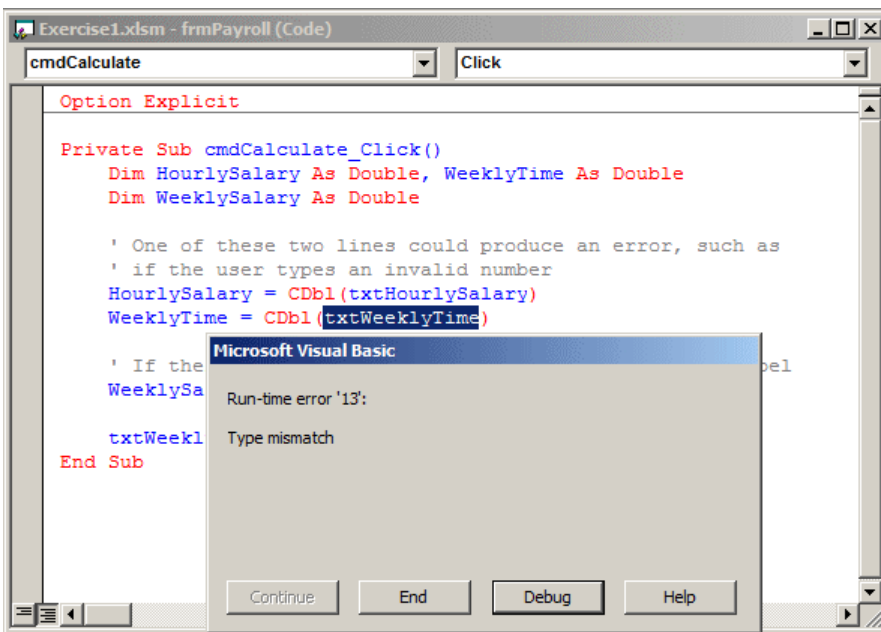 Exercise1.xlsm - frmPayroll (Code)
cmdCalculate Click
Option Explicit
Private Sub cmdCalculate_Click()
Dim HourlySalary As Double, WeeklyTime As Double
Dim WeeklySalary As Double
' One of these two lines could produce an error, such as
' if the user types an invalid number
HourlySalary = CDbl(txtHourlySalary)
WeeklyTime = CDbl(txtWeeklyTime)
' If the
WeeklySa
txtWeekl
End Sub
Microsoft Visual Basic
Run-time error '13':
Type mismatch
Continue End Debug Help